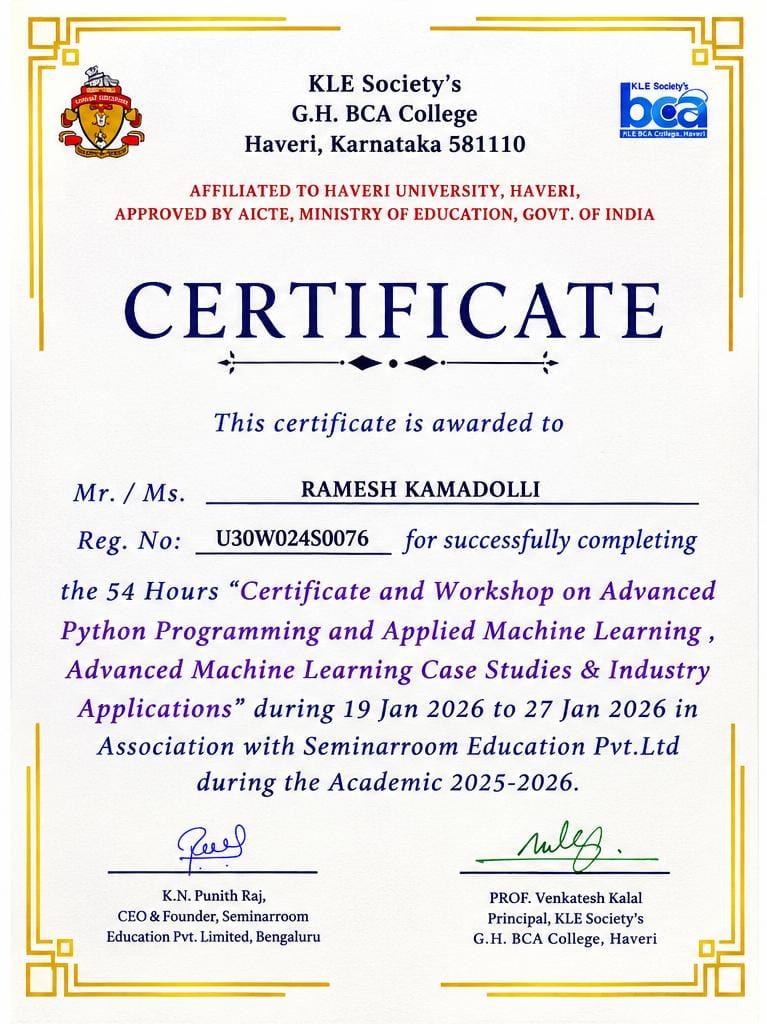 KLE Society's
G.H. BCA College
Haveri, Karnataka 581110
KLE Society's
bca
KLE BCA College, Haveri
AFFILIATED TO HAVERI UNIVERSITY, HAVERI,
APPROVED BY AICTE, MINISTRY OF EDUCATION, GOVT. OF INDIA
CERTIFICATE
This certificate is awarded to
Mr. / Ms. RAMESH KAMADOLLI
Reg. No: U30W024S0076 for successfully completing
the 54 Hours “Certificate and Workshop on Advanced
Python Programming and Applied Machine Learning ,
Advanced Machine Learning Case Studies & Industry
Applications” during 19 Jan 2026 to 27 Jan 2026 in
Association with Seminarroom Education Pvt.Ltd
during the Academic 2025-2026.
K.N. Punith Raj,
CEO & Founder, Seminarroom
Education Pvt. Limited, Bengaluru
PROF. Venkatesh Kalal
Principal, KLE Society's
G.H. BCA College, Haveri